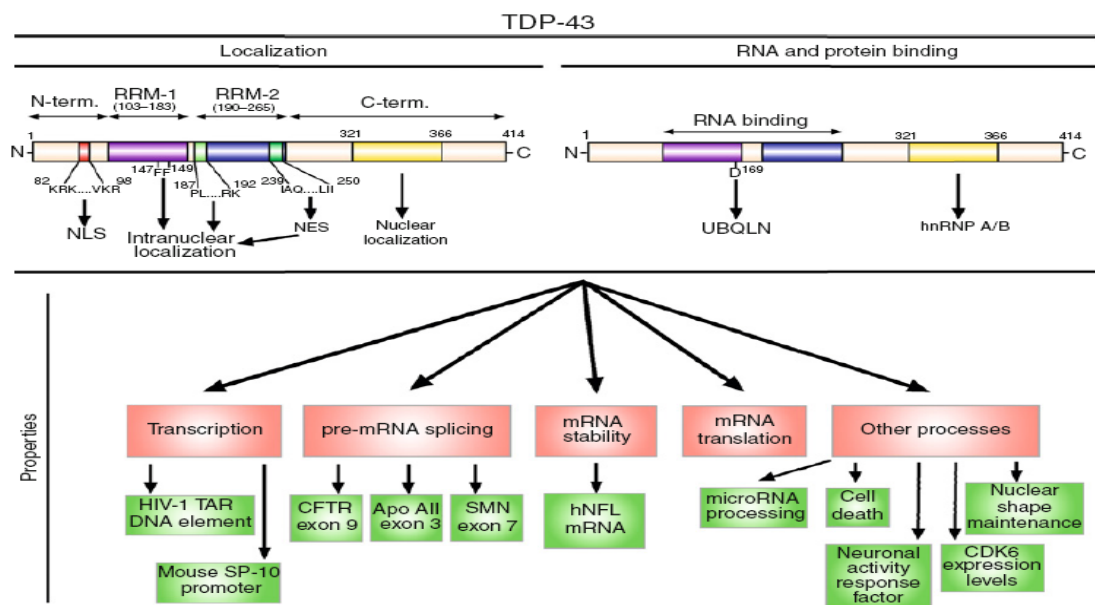 TDP-43
Localization
RNA and protein binding
N-term.
RRM-1
(103–183)
RRM-2
(190–265)
C-term.
1
321
366
414
N
C
82
KRK....VKR
98
147
FF
149
187
PL....RK
192
239
IAQ....LII
250
NLS
Intranuclear
localization
NES
Nuclear
localization
RNA binding
1
321
366
414
N
C
D
169
UBQLN
hnRNP A/B
Properties
Transcription
pre-mRNA splicing
mRNA
stability
mRNA
translation
Other processes
HIV-1 TAR
DNA element
Mouse SP-10
promoter
CFTR
exon 9
Apo AII
exon 3
SMN
exon 7
hNFL
mRNA
microRNA
processing
Cell
death
Neuronal
activity
response
factor
CDK6
expression
levels
Nuclear
shape
maintenance